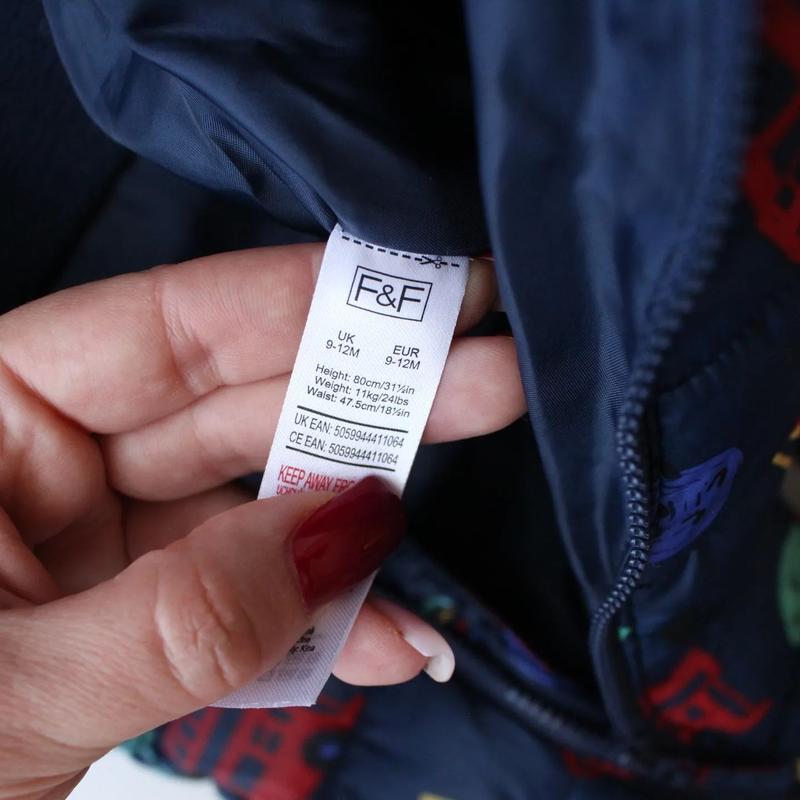 F&F
UK
9-12M
EUR
9-12M
Height: 80cm/31½in
Weight: 11kg/24lbs
Waist: 47.5cm/18½in
UK EAN: 5059944411064
CE EAN: 5059944411064
KEEP AWAY
Kina